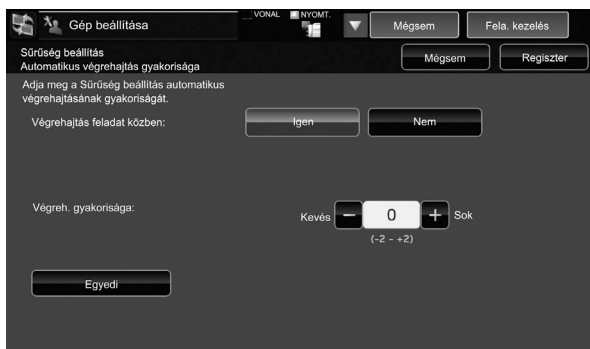 Gép beállítása
VONAL
NYOMT.
Mégsem
Fela. kezelés
Sűrűség beállítás
Automatikus végrehajtás gyakorisága
Mégsem
Regiszter
Adja meg a Sűrűség beállítás automatikus
végrehajtásának gyakoriságát.
Végrehajtás feladat közben:
Igen
Nem
Végreh. gyakorisága:
Kevés − 0 + Sok
(-2 - +2)
Egyedi